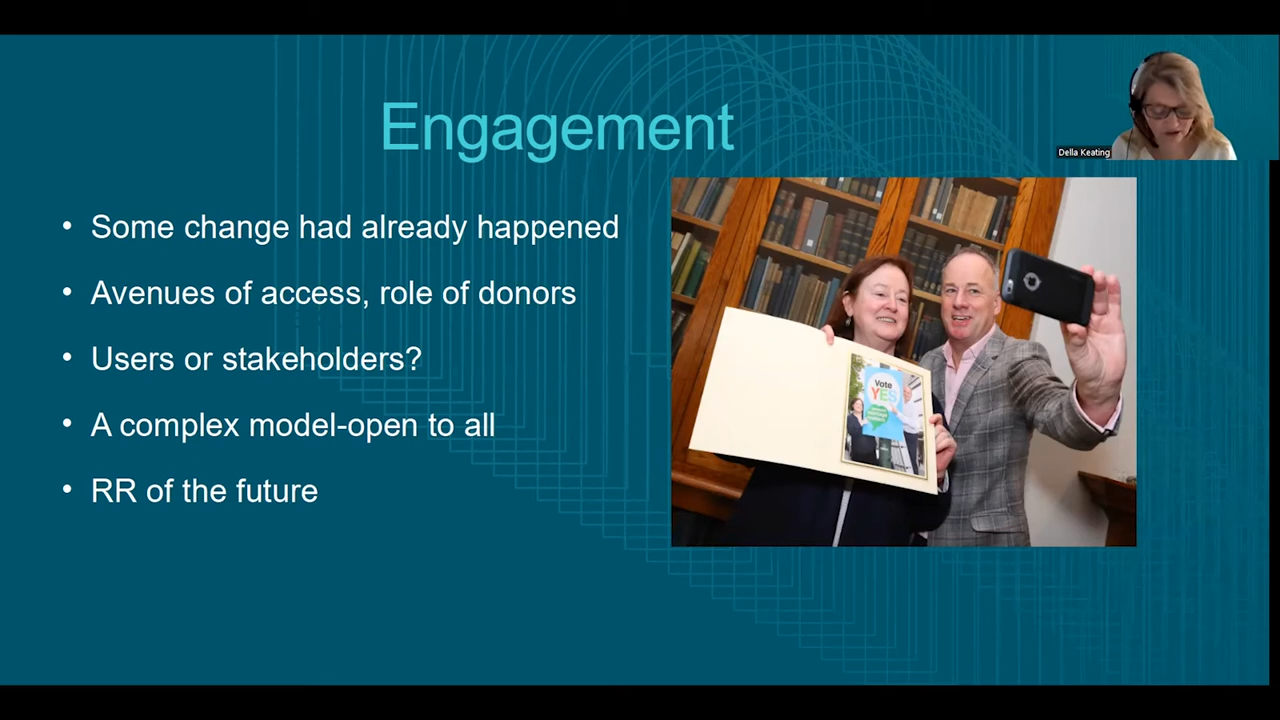 Engagement
Della Keating
• Some change had already happened
• Avenues of access, role of donors
• Users or stakeholders?
• A complex model-open to all
• RR of the future
Vote
YES